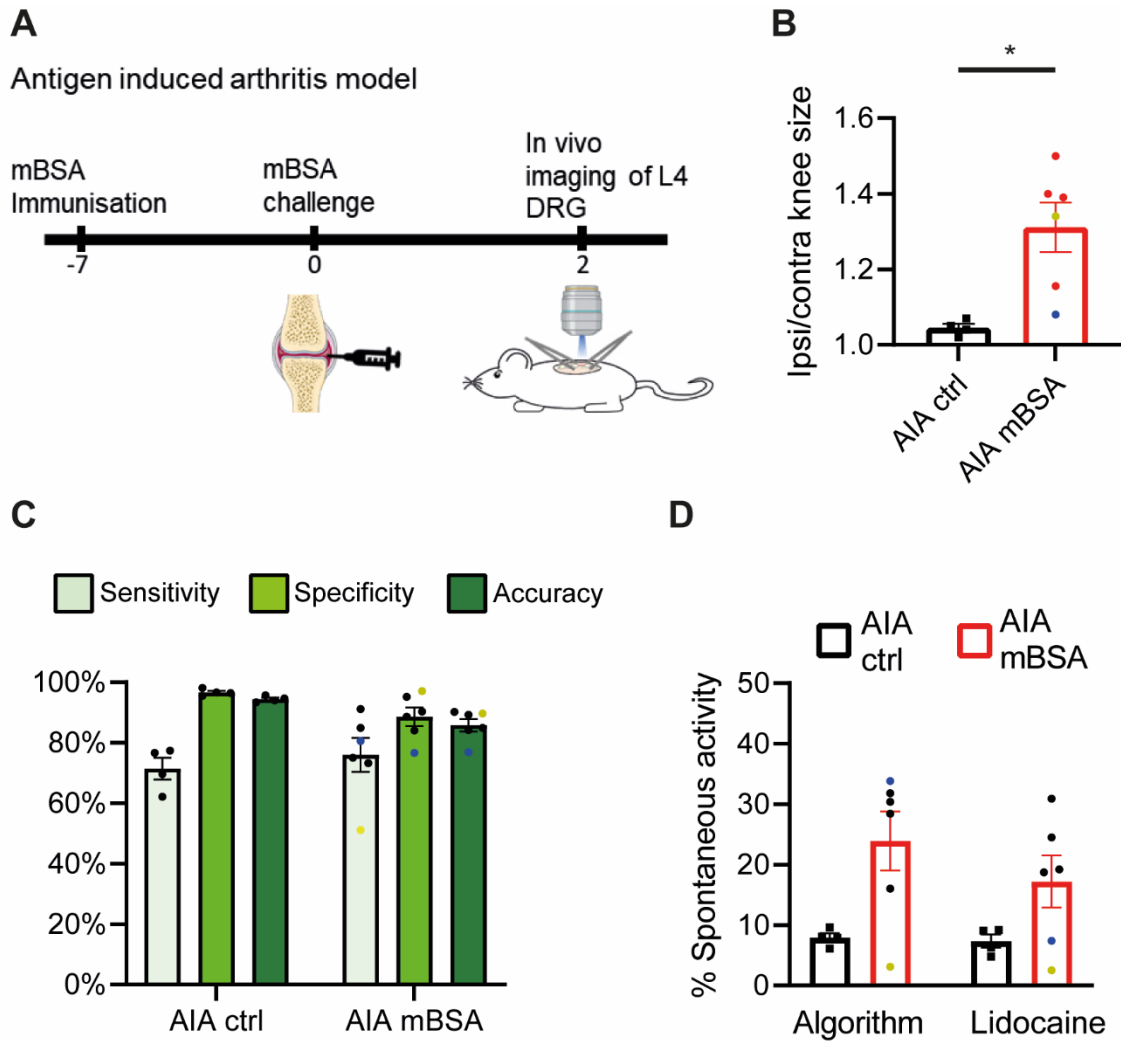 A
Antigen induced arthritis model
mBSA
Immunisation
mBSA
challenge
In vivo
imaging of L4
DRG
-7
0
2
B
*
Ipsi/contra knee size
1.6
1.4
1.2
1.0
AIA ctrl
AIA mBSA
C
Sensitivity
Specificity
Accuracy
100%
80%
60%
40%
20%
0%
AIA ctrl
AIA mBSA
D
AIA
ctrl
AIA
mBSA
% Spontaneous activity
50
40
30
20
10
0
Algorithm
Lidocaine